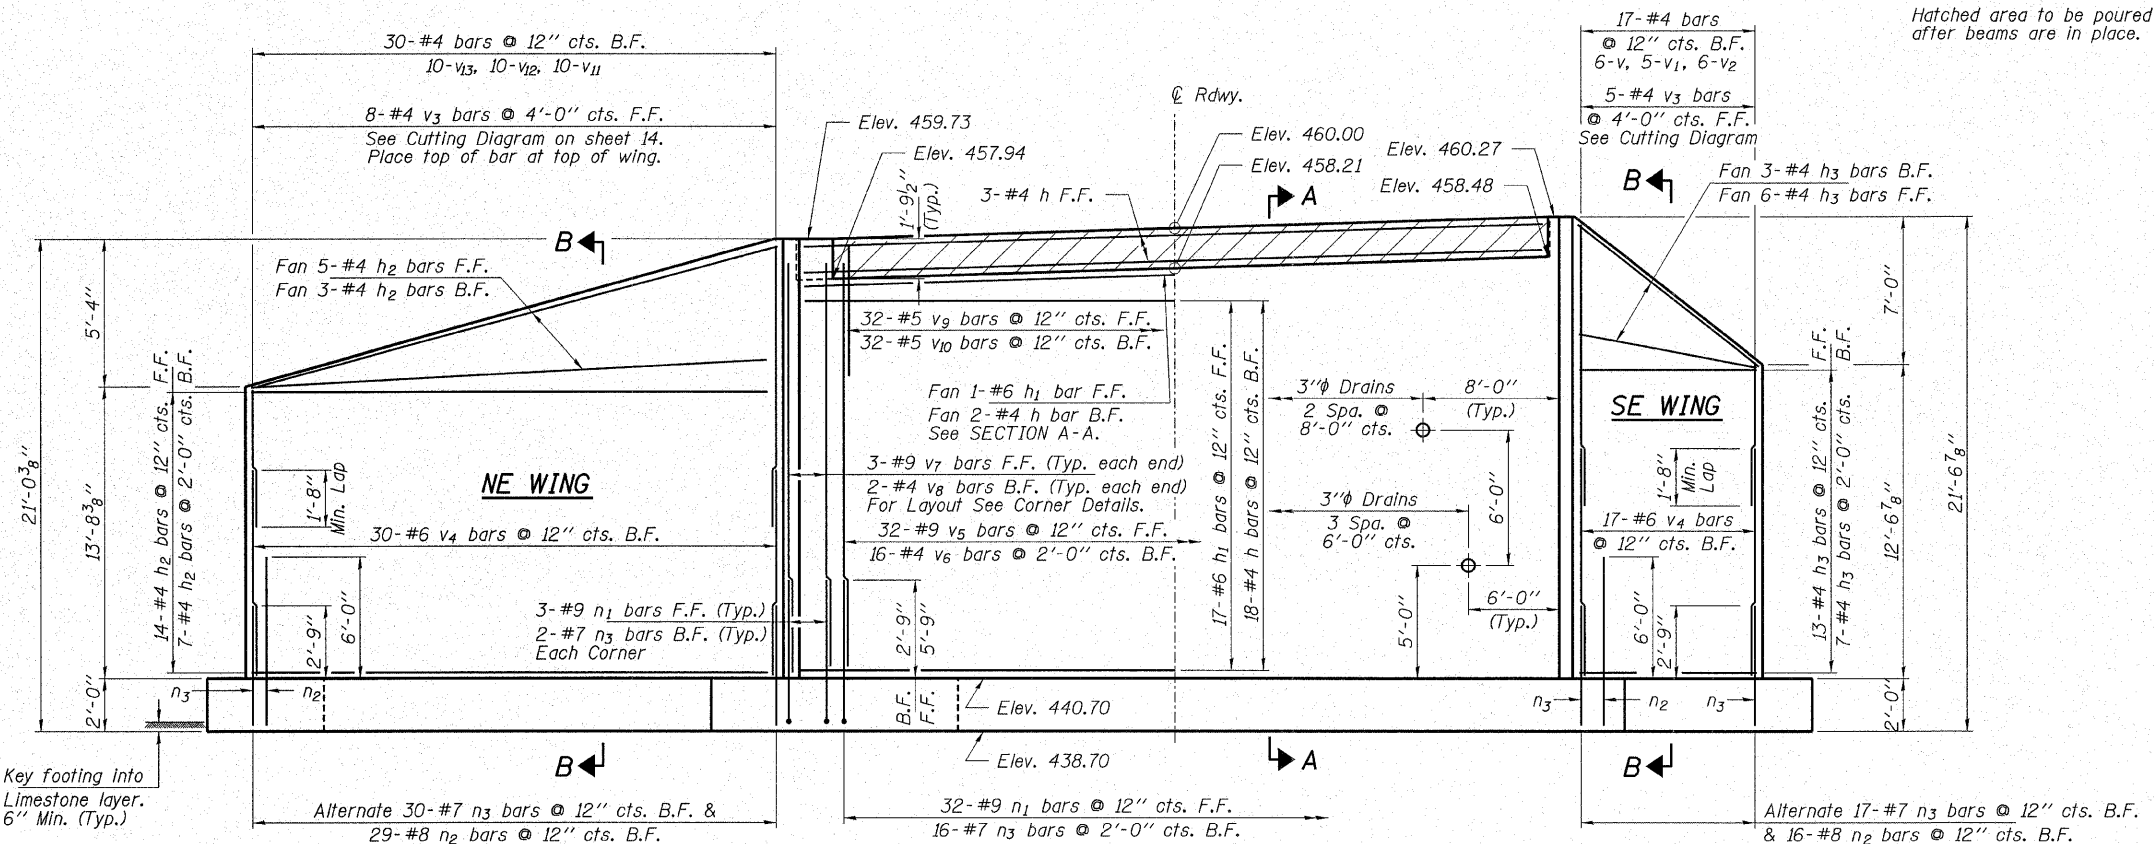 30-#4 bars @ 12" cts. B.F.
10-v13, 10-v12, 10-v11
8-#4 v3 bars @ 4'-0" cts. F.F.
See Cutting Diagram on sheet 14.
Place top of bar at top of wing.
17-#4 bars
@ 12" cts. B.F.
6-v, 5-v1, 6-v2
5-#4 v3 bars
@ 4'-0" cts. F.F.
See Cutting Diagram
Hatched area to be poured
after beams are in place.
℄ Rdwy.
Elev. 459.73
Elev. 457.94
1'-9½"
(Typ.)
3-#4 h F.F.
Elev. 460.00
Elev. 458.21
Elev. 460.27
Elev. 458.48
A
B
B
Fan 3-#4 h3 bars B.F.
Fan 6-#4 h3 bars F.F.
Fan 5-#4 h2 bars F.F.
Fan 3-#4 h2 bars B.F.
21'-0⅜"
5'-4"
13'-8⅜"
2'-0"
14-#4 h2 bars @ 12" cts. F.F.
7-#4 h2 bars @ 2'-0" cts. B.F.
NE WING
1'-8"
Min. Lap
30-#6 v4 bars @ 12" cts. B.F.
2'-9"
6'-0"
32-#5 v9 bars @ 12" cts. F.F.
32-#5 v10 bars @ 12" cts. B.F.
Fan 1-#6 h1 bar F.F.
Fan 2-#4 h bar B.F.
See SECTION A-A.
3-#9 v7 bars F.F. (Typ. each end)
2-#4 v8 bars B.F. (Typ. each end)
For Layout See Corner Details.
32-#9 v5 bars @ 12" cts. F.F.
16-#4 v6 bars @ 2'-0" cts. B.F.
3-#9 n1 bars F.F. (Typ.)
2-#7 n3 bars B.F. (Typ.)
Each Corner
2'-9"
5'-9"
B.F.
F.F.
17-#6 h1 bars @ 12" cts. F.F.
18-#4 h bars @ 12" cts. B.F.
3"φ Drains
2 Spa. @
8'-0" cts.
8'-0"
(Typ.)
3"φ Drains
3 Spa. @
6'-0" cts.
6'-0"
5'-0"
6'-0"
(Typ.)
SE WING
1'-8"
Min.
Lap
17-#6 v4 bars
@ 12" cts. B.F.
6'-0"
2'-9"
13-#4 h3 bars @ 12" cts. F.F.
7-#4 h3 bars @ 2'-0" cts. B.F.
7'-0"
12'-6⅞"
2'-0"
21'-6⅞"
n3
n2
n3
n2
n3
Elev. 440.70
Elev. 438.70
B
A
B
Key footing into
Limestone layer.
6" Min. (Typ.)
Alternate 30-#7 n3 bars @ 12" cts. B.F. &
29-#8 n2 bars @ 12" cts. B.F.
32-#9 n1 bars @ 12" cts. F.F.
16-#7 n3 bars @ 2'-0" cts. B.F.
Alternate 17-#7 n3 bars @ 12" cts. B.F.
& 16-#8 n2 bars @ 12" cts. B.F.